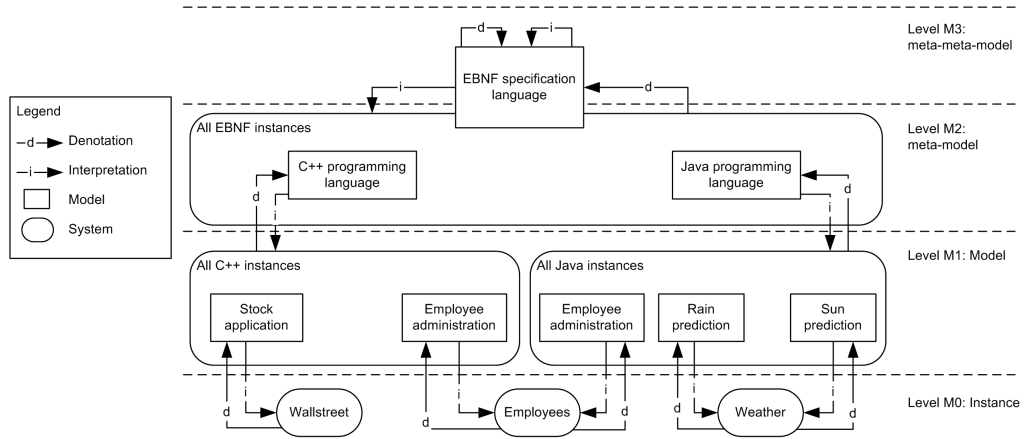 Level M3:
meta-meta-model
d
i
EBNF specification
language
i
d
Legend
d Denotation
i Interpretation
Model
System
All EBNF instances
Level M2:
meta-model
C++ programming
language
Java programming
language
d
i
i
d
All C++ instances
All Java instances
Level M1: Model
Stock
application
Employee
administration
Employee
administration
Rain
prediction
Sun
prediction
i
i
i
i
i
d
d
d
d
d
Wallstreet
Employees
Weather
Level M0: Instance